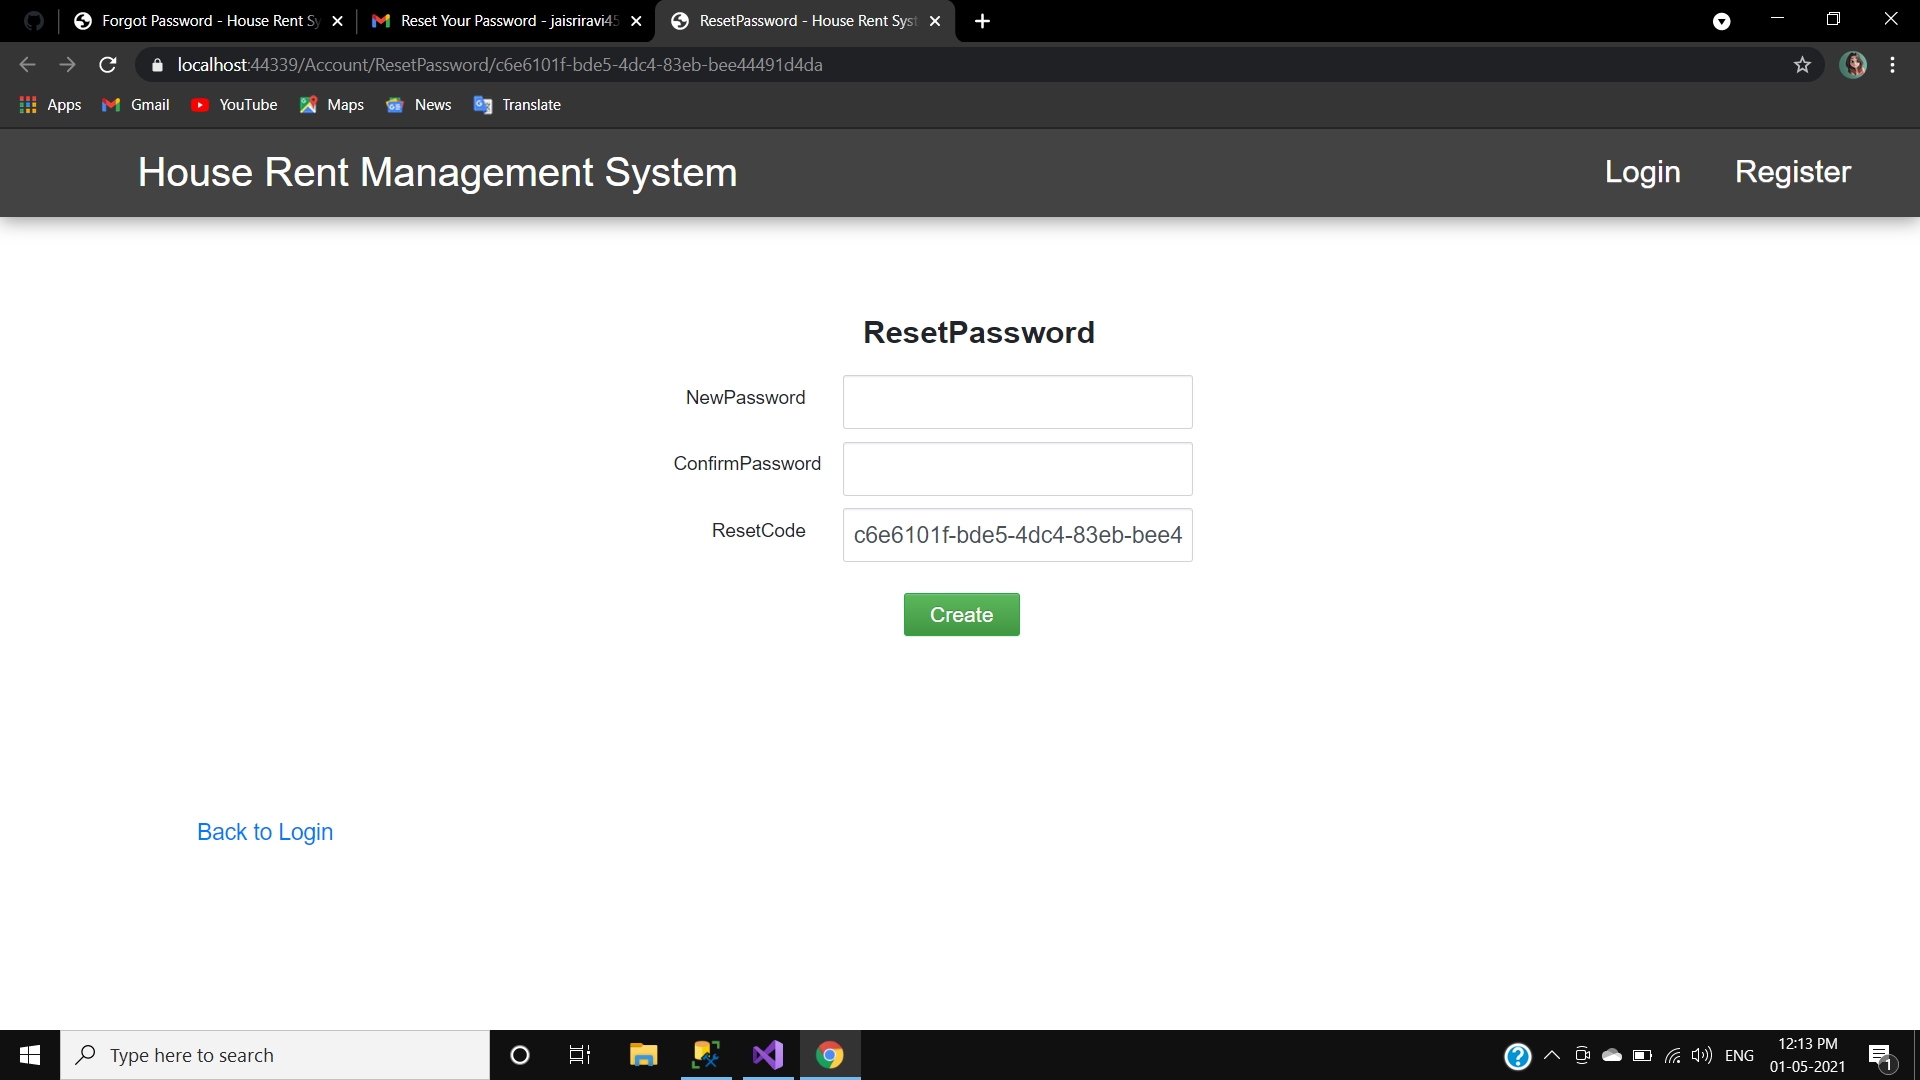 Forgot Password - House Rent Sy
Reset Your Password - jaisriravi45
ResetPassword - House Rent Syst
localhost:44339/Account/ResetPassword/c6e6101f-bde5-4dc4-83eb-bee44491d4da
Apps Gmail YouTube Maps News Translate
House Rent Management System
Login Register
ResetPassword
NewPassword
ConfirmPassword
ResetCode c6e6101f-bde5-4dc4-83eb-bee4
Create
Back to Login
Type here to search
ENG
12:13 PM
01-05-2021
1